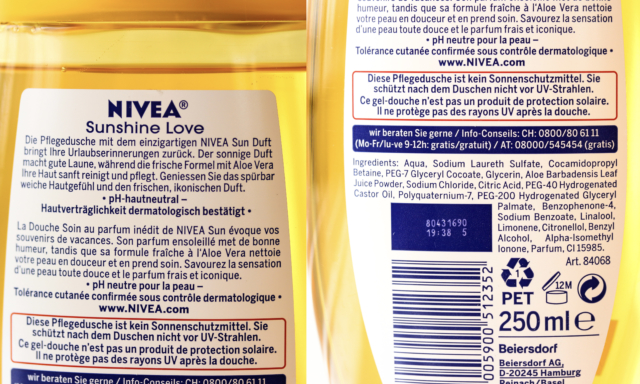 NIVEA®
Sunshine Love
Die Pflegedusche mit dem einzigartigen NIVEA Sun Duft
bringt Ihre Urlaubserinnerungen zurück. Der sonnige Duft
macht gute Laune, während die frische Formel mit Aloe Vera
Ihre Haut sanft reinigt und pflegt. Genießen Sie das spürbar
weiche Hautgefühl und den frischen, ikonischen Duft.
• pH-hautneutral –
Hautverträglichkeit dermatologisch bestätigt •
La Douche Soin au parfum inédit de NIVEA Sun évoque vos
souvenirs de vacances. Son parfum ensoleillé met de bonne
humeur, tandis que sa formule fraîche à l'Aloe Vera nettoie
votre peau en douceur et en prend soin. Savourez la sensation
d'une peau toute douce et le parfum frais et iconique.
• pH neutre pour la peau –
Tolérance cutanée confirmée sous contrôle dermatologique •
www.NIVEA.com
Diese Pflegedusche ist kein Sonnenschutzmittel. Sie
schützt nach dem Duschen nicht vor UV-Strahlen.
Ce gel-douche n'est pas un produit de protection solaire.
Il ne protège pas des rayons UV après la douche.
wir beraten Sie gerne / Info-Conseils: CH: 0800/80 61 11
humeur, tandis que sa formule fraîche à l'Aloe Vera nettoie
votre peau en douceur et en prend soin. Savourez la sensation
d'une peau toute douce et le parfum frais et iconique.
• pH neutre pour la peau –
Tolérance cutanée confirmée sous contrôle dermatologique •
www.NIVEA.com
Diese Pflegedusche ist kein Sonnenschutzmittel. Sie
schützt nach dem Duschen nicht vor UV-Strahlen.
Ce gel-douche n'est pas un produit de protection solaire.
Il ne protège pas des rayons UV après la douche.
wir beraten Sie gerne / Info-Conseils: CH: 0800/80 61 11
(Mo-Fr/lu-ve 9-12h: gratis/gratuit) / AT: 08000/545454 (gratis)
Ingredients: Aqua, Sodium Laureth Sulfate, Cocamidopropyl
Betaine, PEG-7 Glyceryl Cocoate, Glycerin, Aloe Barbadensis Leaf
Juice Powder, Sodium Chloride, Citric Acid, PEG-40 Hydrogenated
Castor Oil, Polyquaternium-7, PEG-200 Hydrogenated Glyceryl
Palmate, Benzophenone-4,
Sodium Benzoate, Linalool,
Limonene, Citronellol, Benzyl
Alcohol, Alpha-Isomethyl
Ionone, Parfum, CI 15985.
Art. 84068
80431690
19:38 5
1
PET
12M
250 ml e
Beiersdorf
Beiersdorf AG,
D-20245 Hamburg
Reinach/Basel
005900 512352